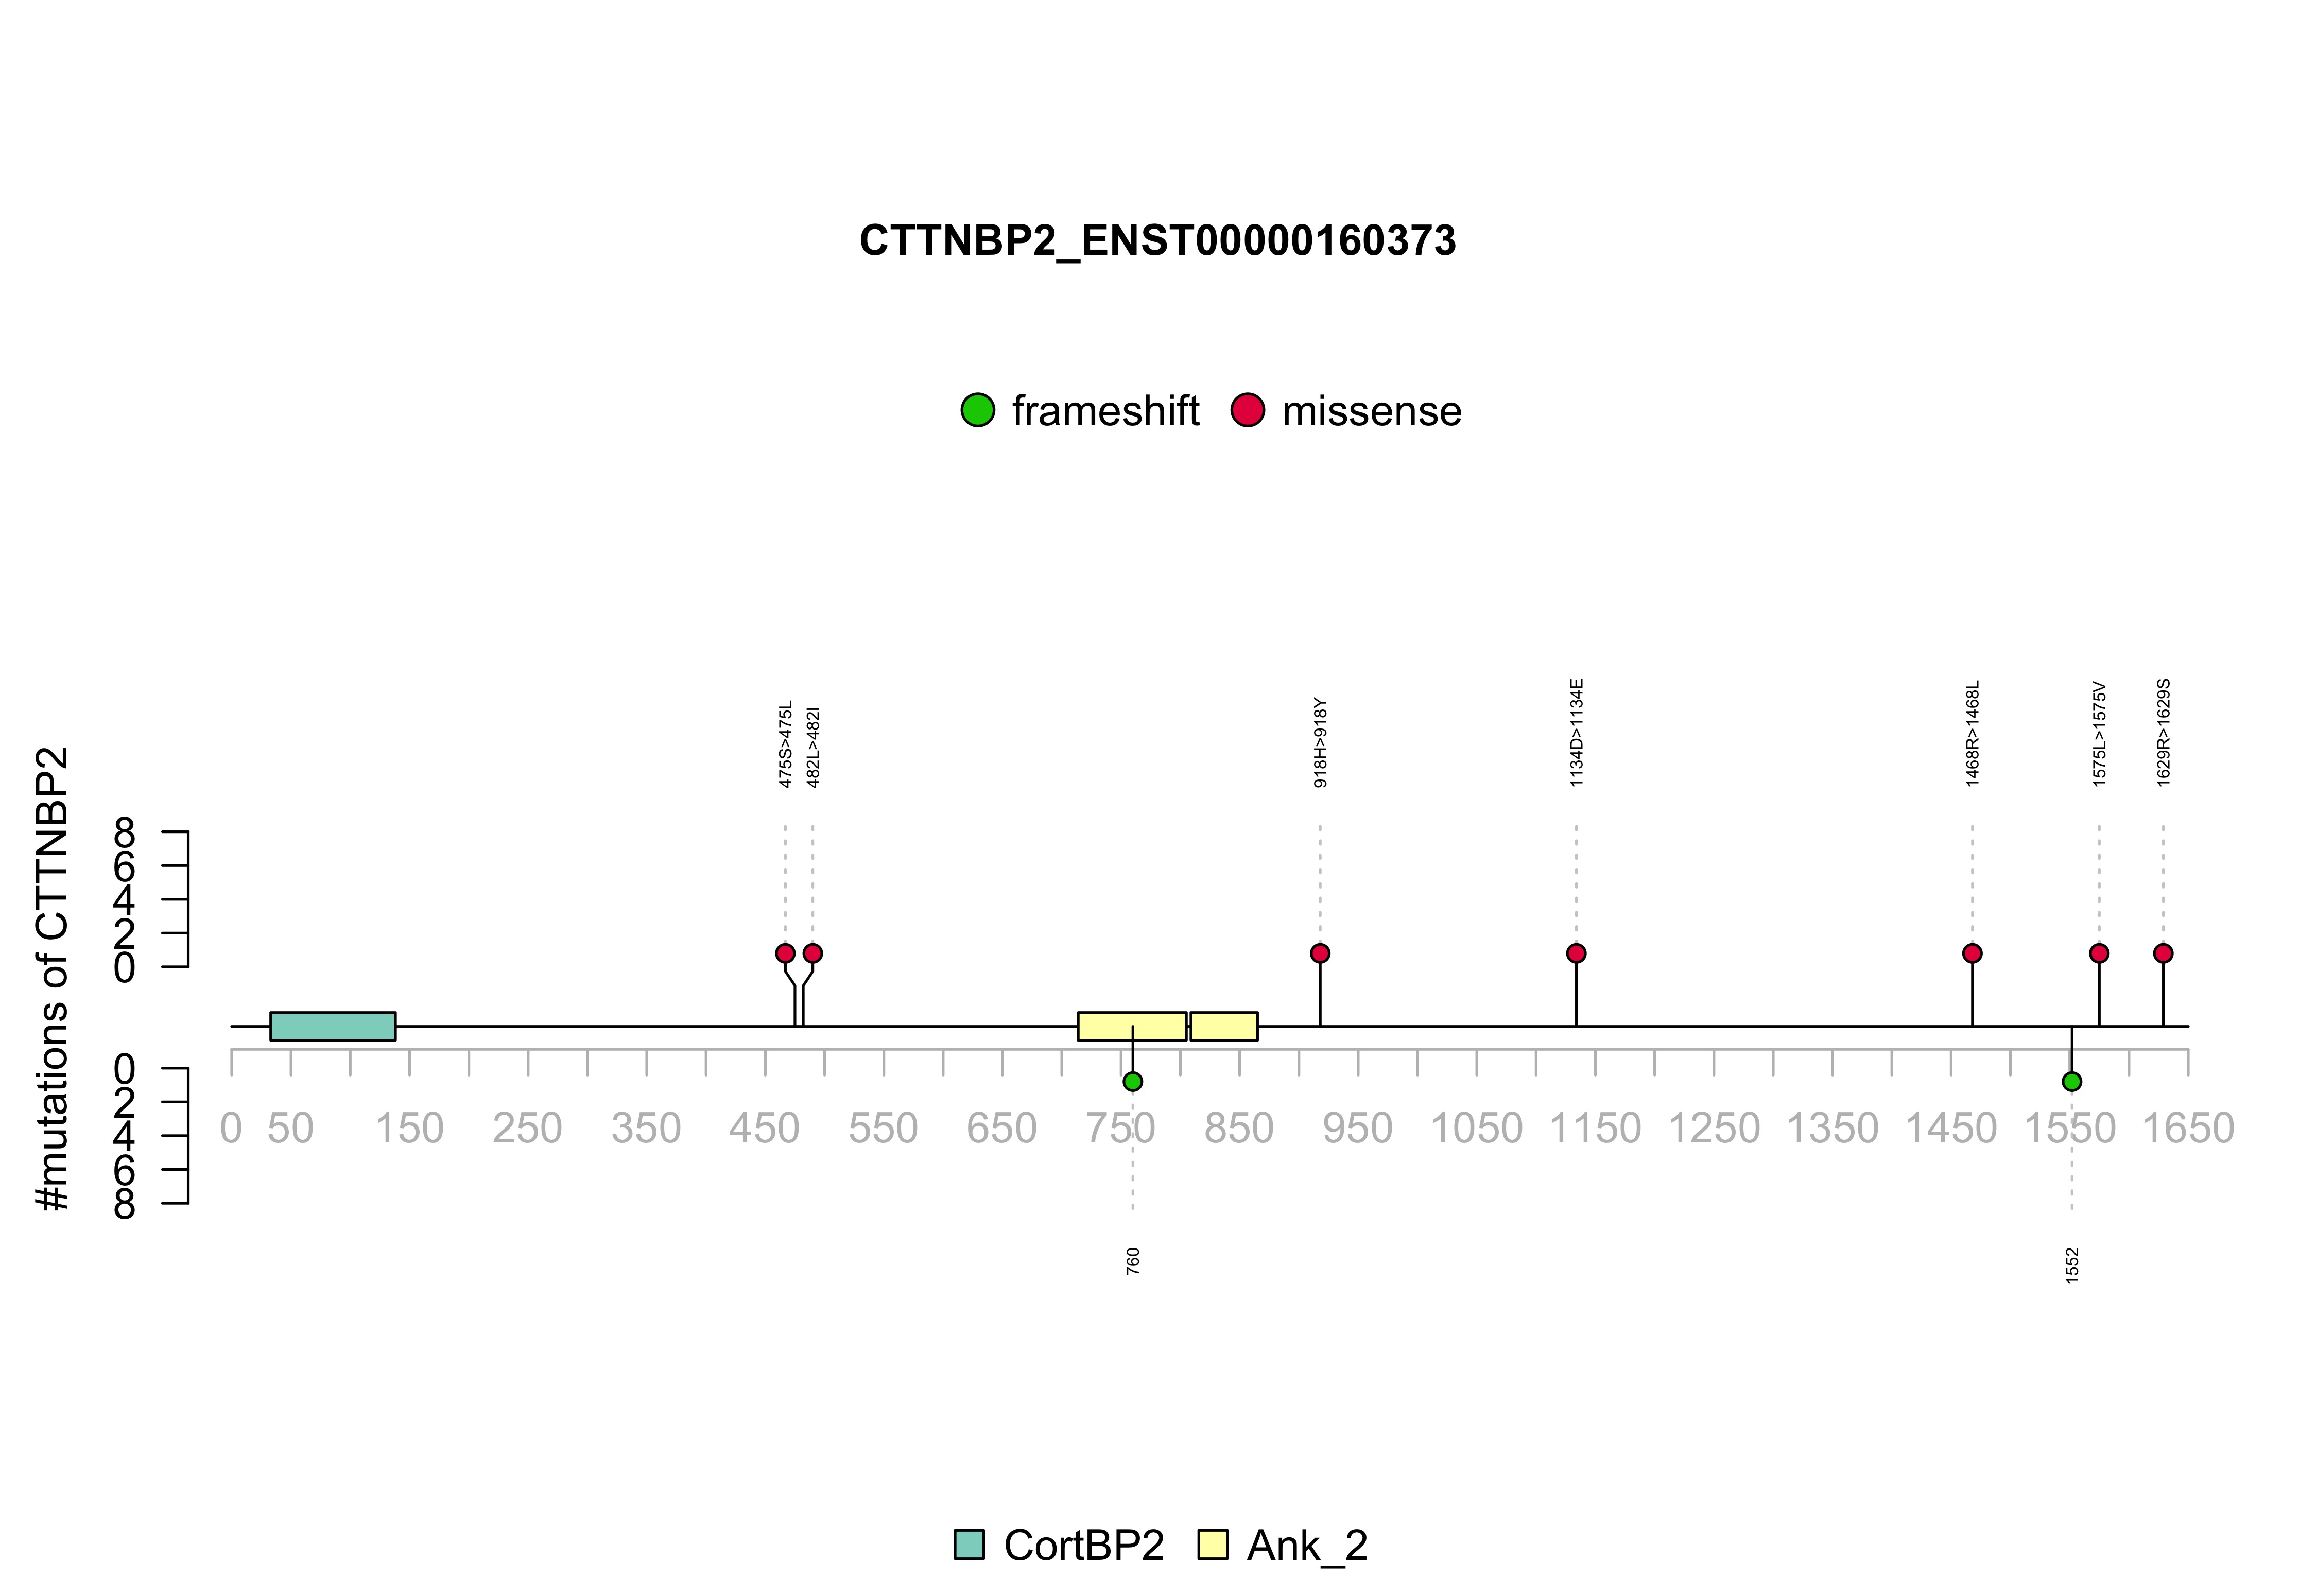 CTTNBP2_ENST00000160373
frameshift missense
475S>475L
482L>482I
918H>918Y
1134D>1134E
1468R>1468L
1575L>1575V
1629R>1629S
#mutations of CTTNBP2
8
6
4
2
0
0
2
4
6
8
0 50 150 250 350 450 550 650 750 850 950 1050 1150 1250 1350 1450 1550 1650
760
1552
CortBP2 Ank_2